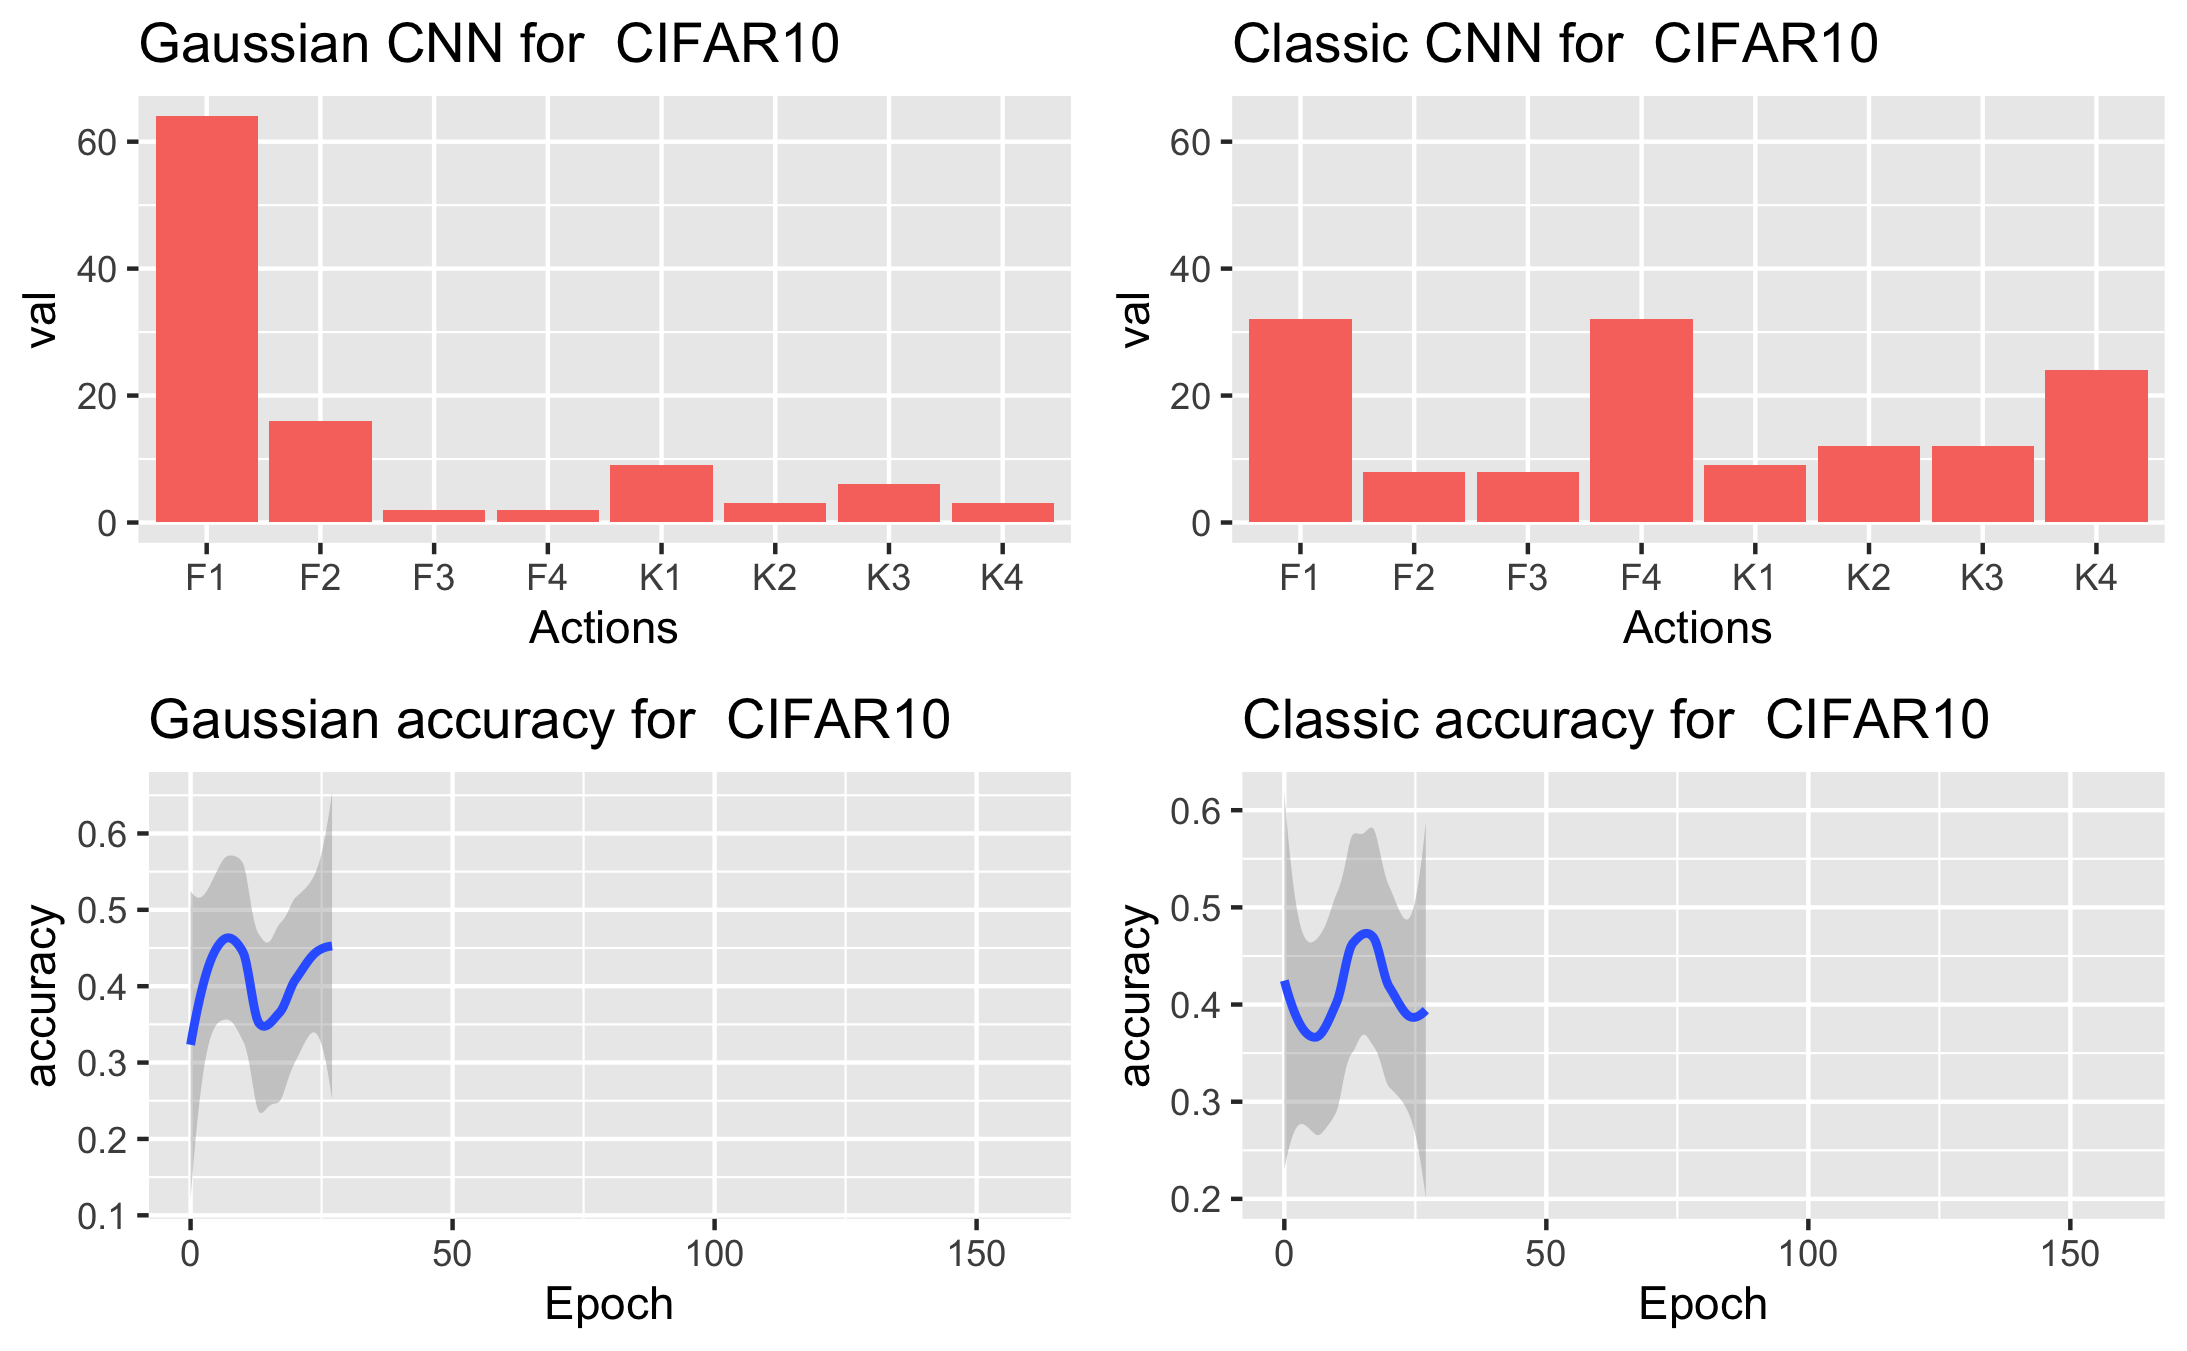 Gaussian CNN for  CIFAR10
val
60
40
20
0
F1 F2 F3 F4 K1 K2 K3 K4
Actions
Classic CNN for  CIFAR10
val
60
40
20
0
F1 F2 F3 F4 K1 K2 K3 K4
Actions
Gaussian accuracy for  CIFAR10
accuracy
0.6
0.5
0.4
0.3
0.2
0.1
0 50 100 150
Epoch
Classic accuracy for  CIFAR10
accuracy
0.6
0.5
0.4
0.3
0.2
0 50 100 150
Epoch